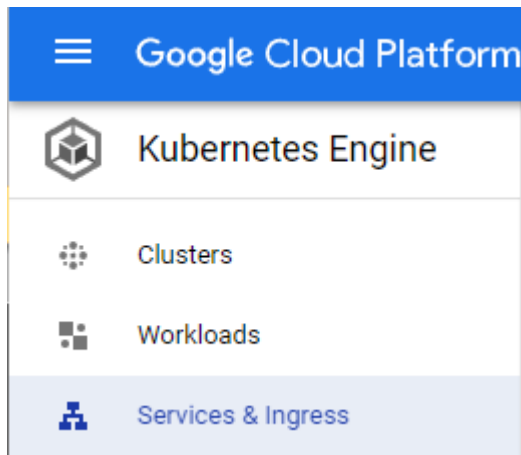 Google Cloud Platform
Kubernetes Engine
Clusters
Workloads
Services & Ingress